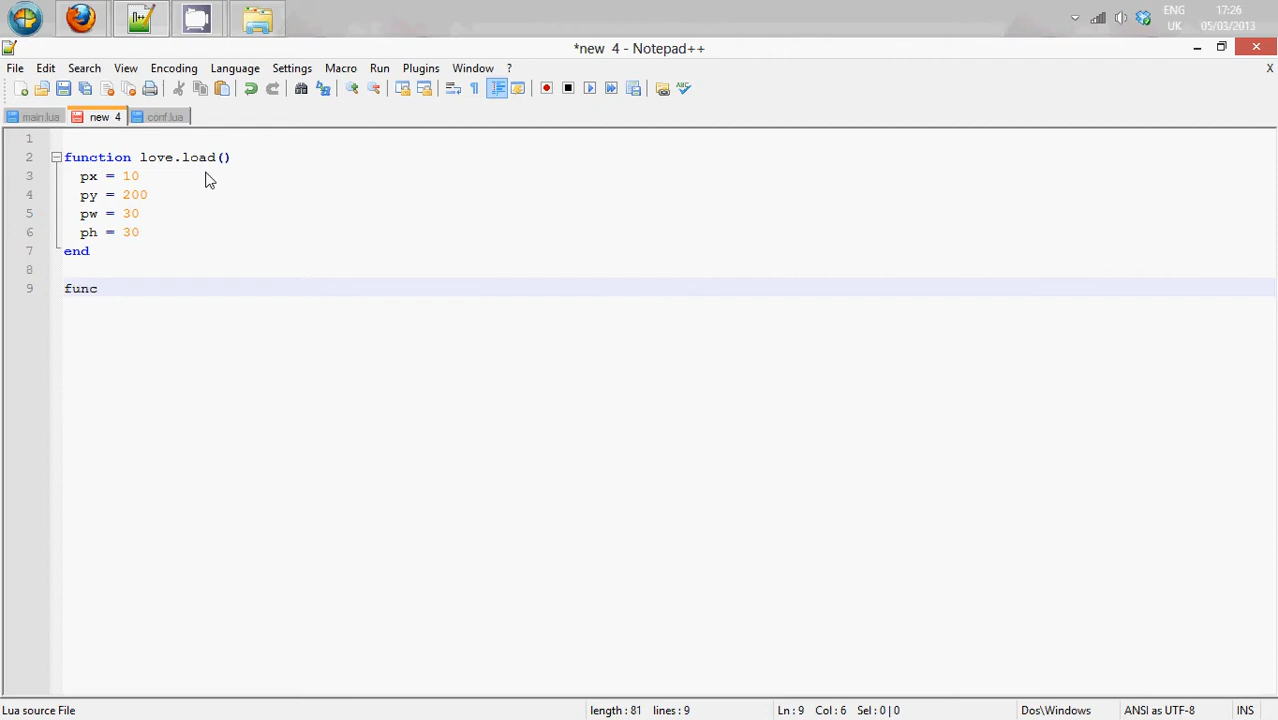 ENG 17:26
UK 05/03/2013
*new 4 - Notepad++
File Edit Search View Encoding Language Settings Macro Run Plugins Window ? X
ABC
main.lua new 4 conf.lua
1
2 function love.load()
3 px = 10
4 py = 200
5 pw = 30
6 ph = 30
7 end
8
9 func
Lua source File length : 81 lines : 9 Ln : 9 Col : 6 Sel : 0 | 0 Dos\Windows ANSI as UTF-8 INS